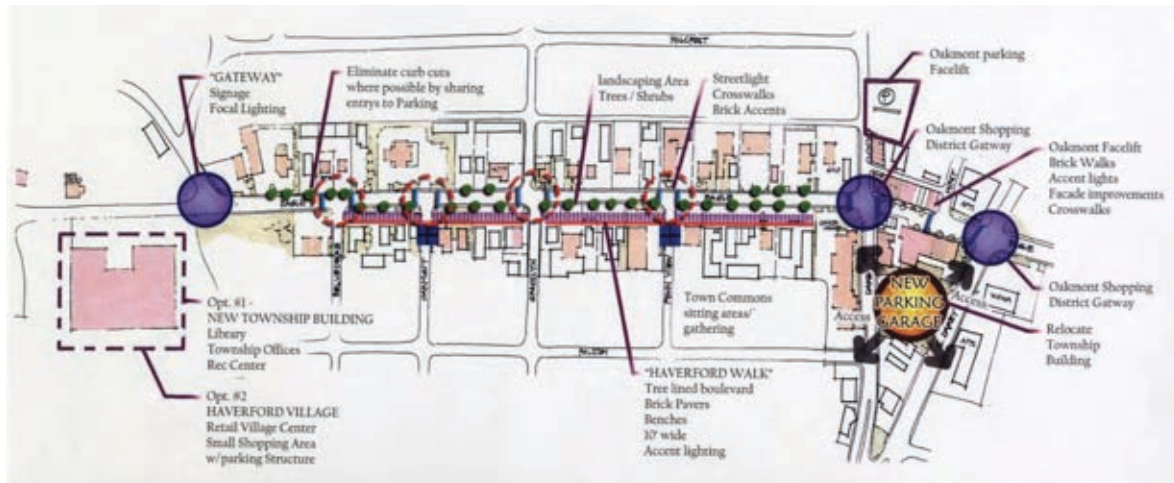 HILLCREST
"GATEWAY"
Signage
Focal Lighting
Eliminate curb cuts
where possible by sharing
entrys to Parking
landscaping Area
Trees / Shrubs
Streetlight
Crosswalks
Brick Accents
Oakmont parking
Facelift
Oakmont Shopping
District Gatway
Oakmont Facelift
Brick Walks
Accent lights
Facade improvements
Crosswalks
Opt. #1 -
NEW TOWNSHIP BUILDING
Library
Township Offices
Rec Center
Opt. #2
HAVERFORD VILLAGE
Retail Village Center
Small Shopping Area
w/parking Structure
Town Commons
sitting areas/
gathering
"HAVERFORD WALK"
Tree lined boulevard
Brick Pavers
Benches
10' wide
Accent lighting
NEW
PARKING
GARAGE
Access
Access
Oakmont Shopping
District Gatway
Relocate
Township
Building